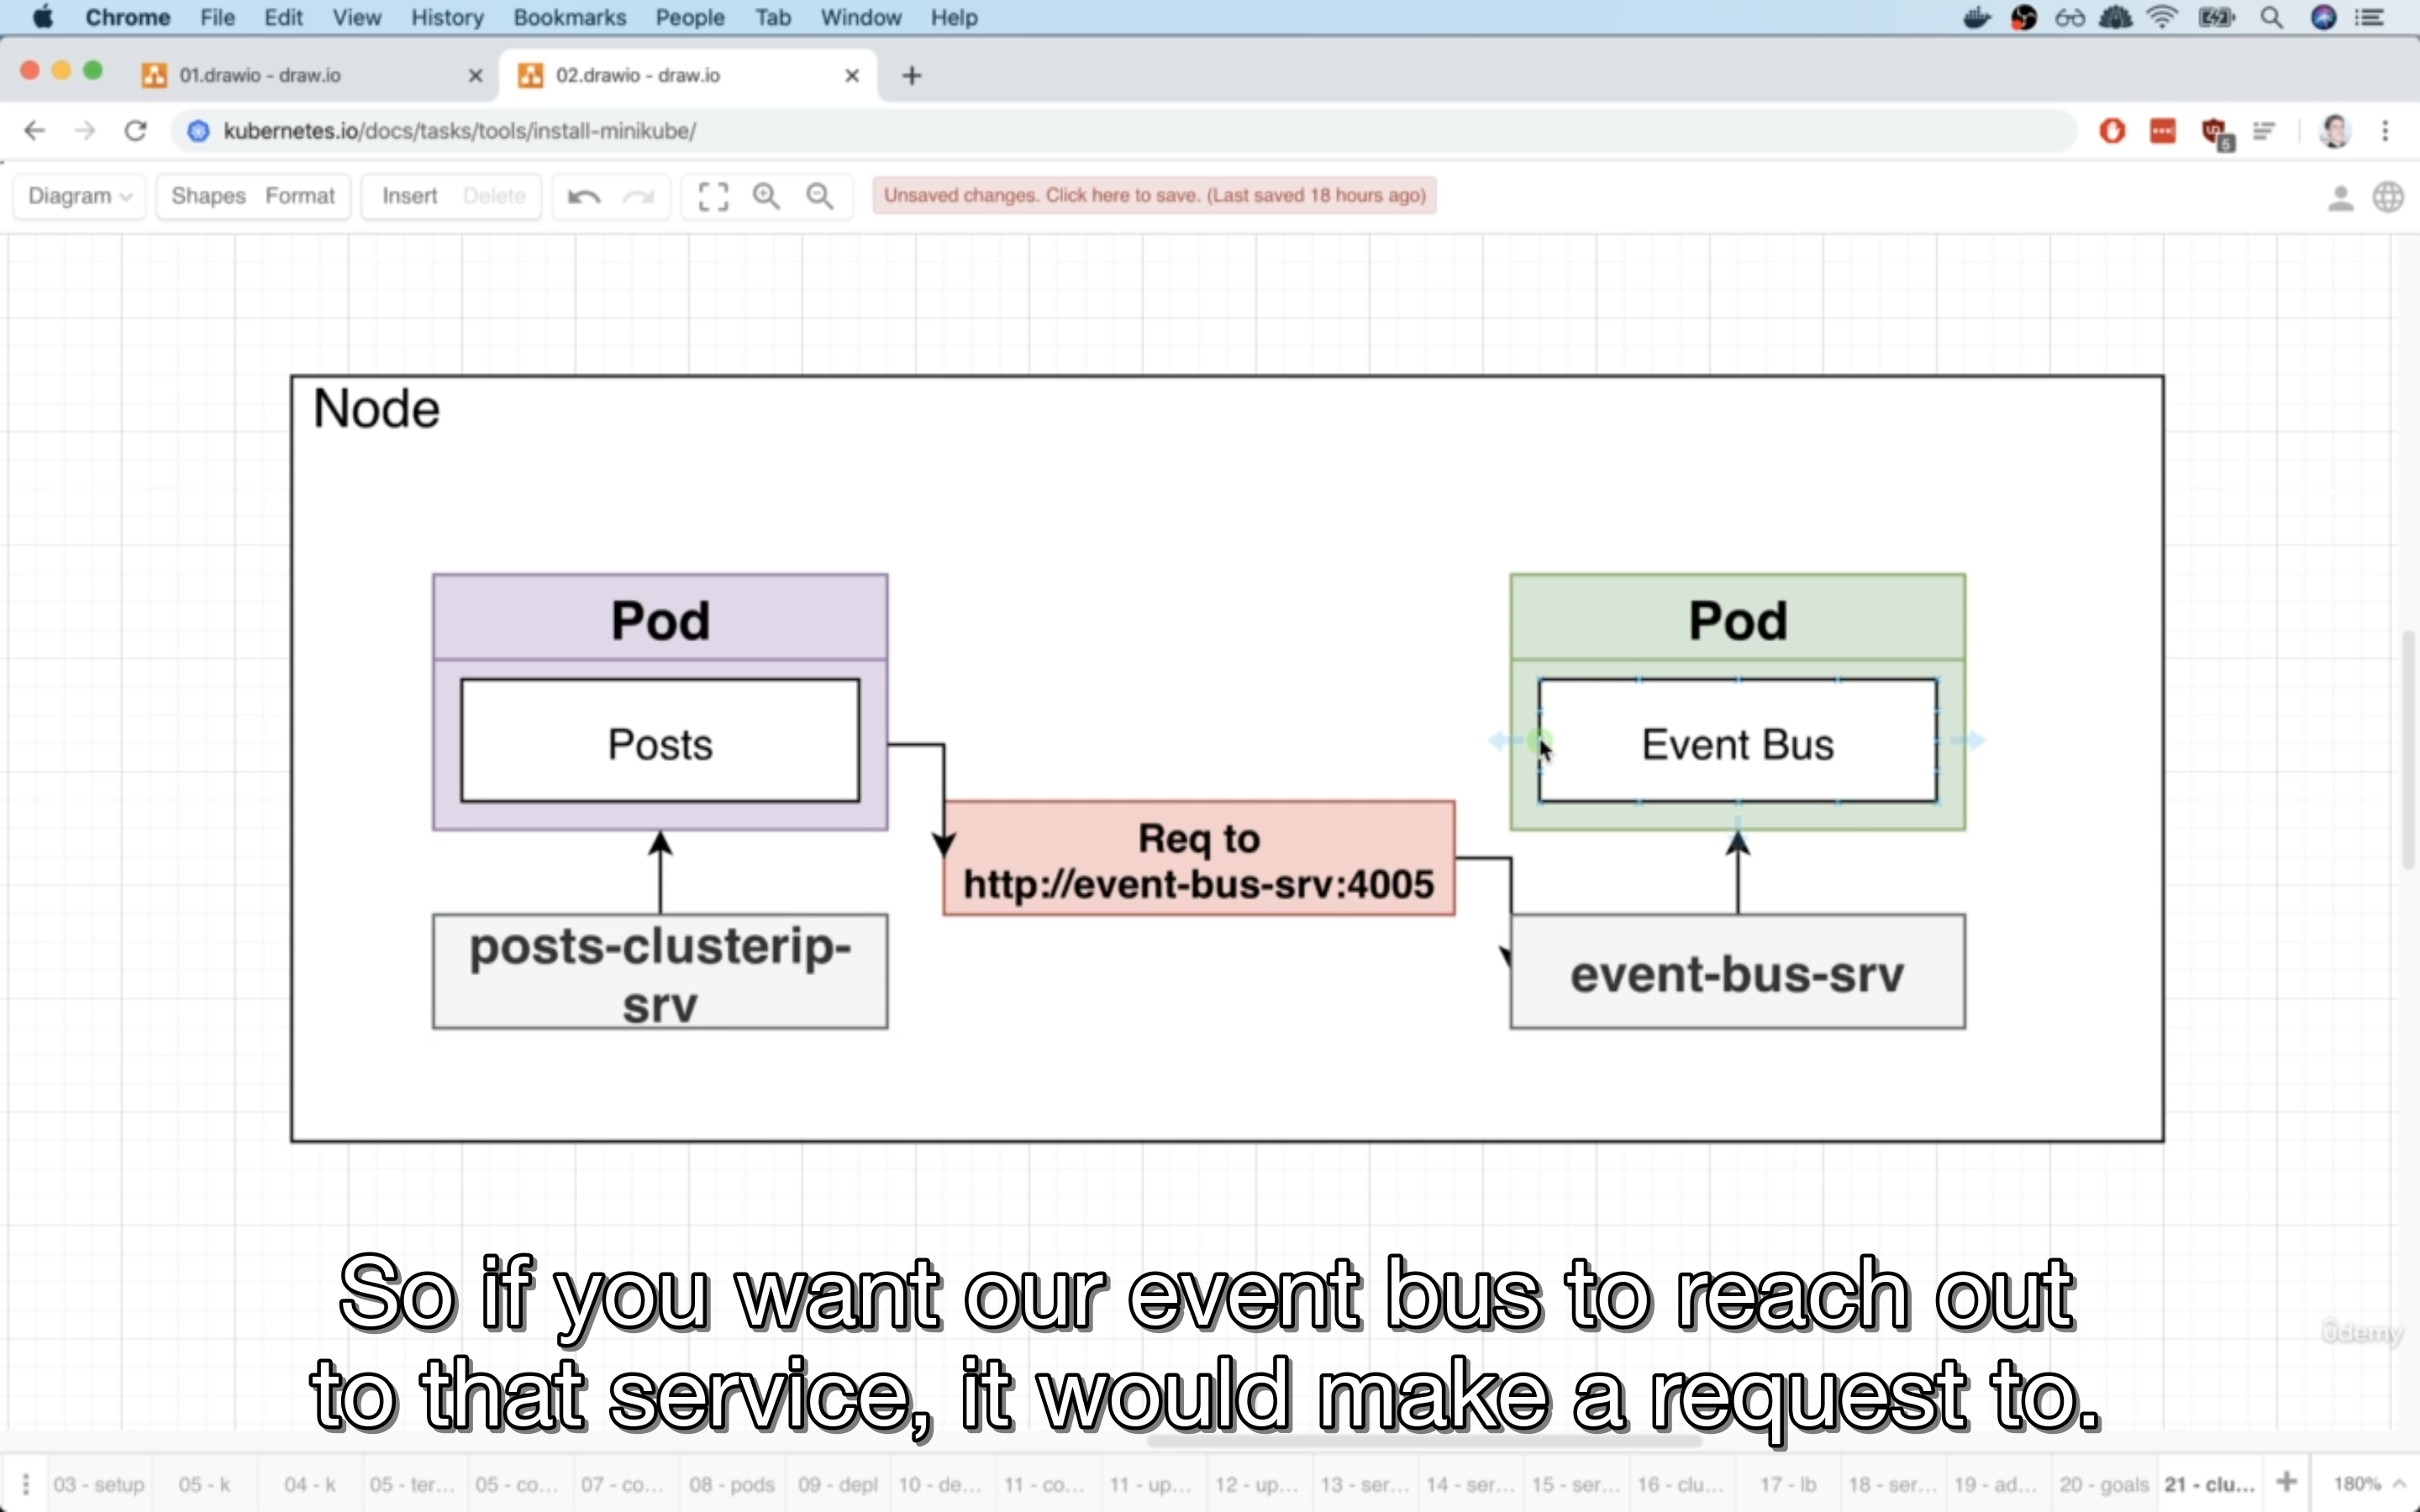 Chrome File Edit View History Bookmarks People Tab Window Help
01.drawio - draw.io
02.drawio - draw.io
kubernetes.io/docs/tasks/tools/install-minikube/
5
Diagram
Shapes Format
Insert Delete
Unsaved changes. Click here to save. (Last saved 18 hours ago)
Node
Pod
Posts
Pod
Event Bus
Req to
http://event-bus-srv:4005
posts-clusterip-
srv
event-bus-srv
So if you want our event bus to reach out
to that service, it would make a request to.
ûdemy
03 - setup
05 - k
04 - k
05 - ter...
05 - co...
07 - co...
08 - pods
09 - depl
10 - de...
11 - co...
11 - up...
12 - up...
13 - ser...
14 - ser...
15 - ser...
16 - clu...
17 - lb
18 - ser...
19 - ad...
20 - goals
21 - clu...
180%